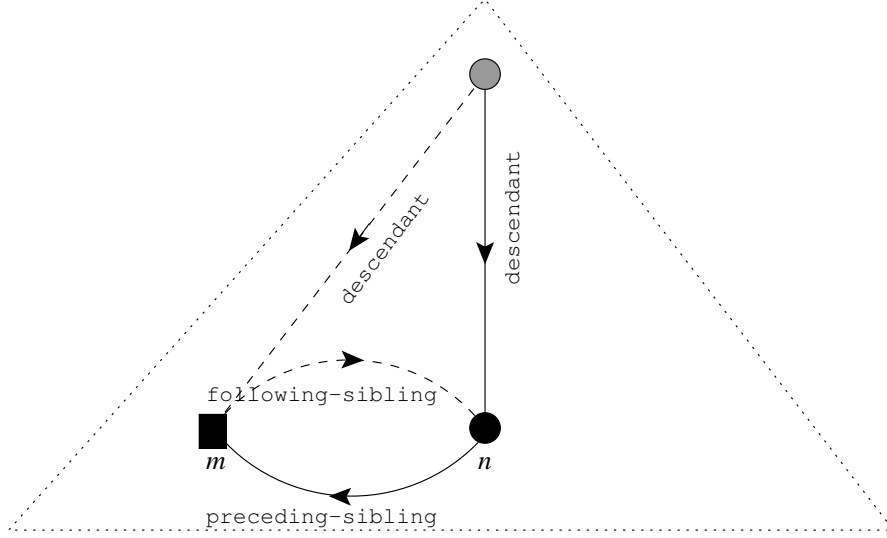 descendant
descendant
following-sibling
m
n
preceding-sibling